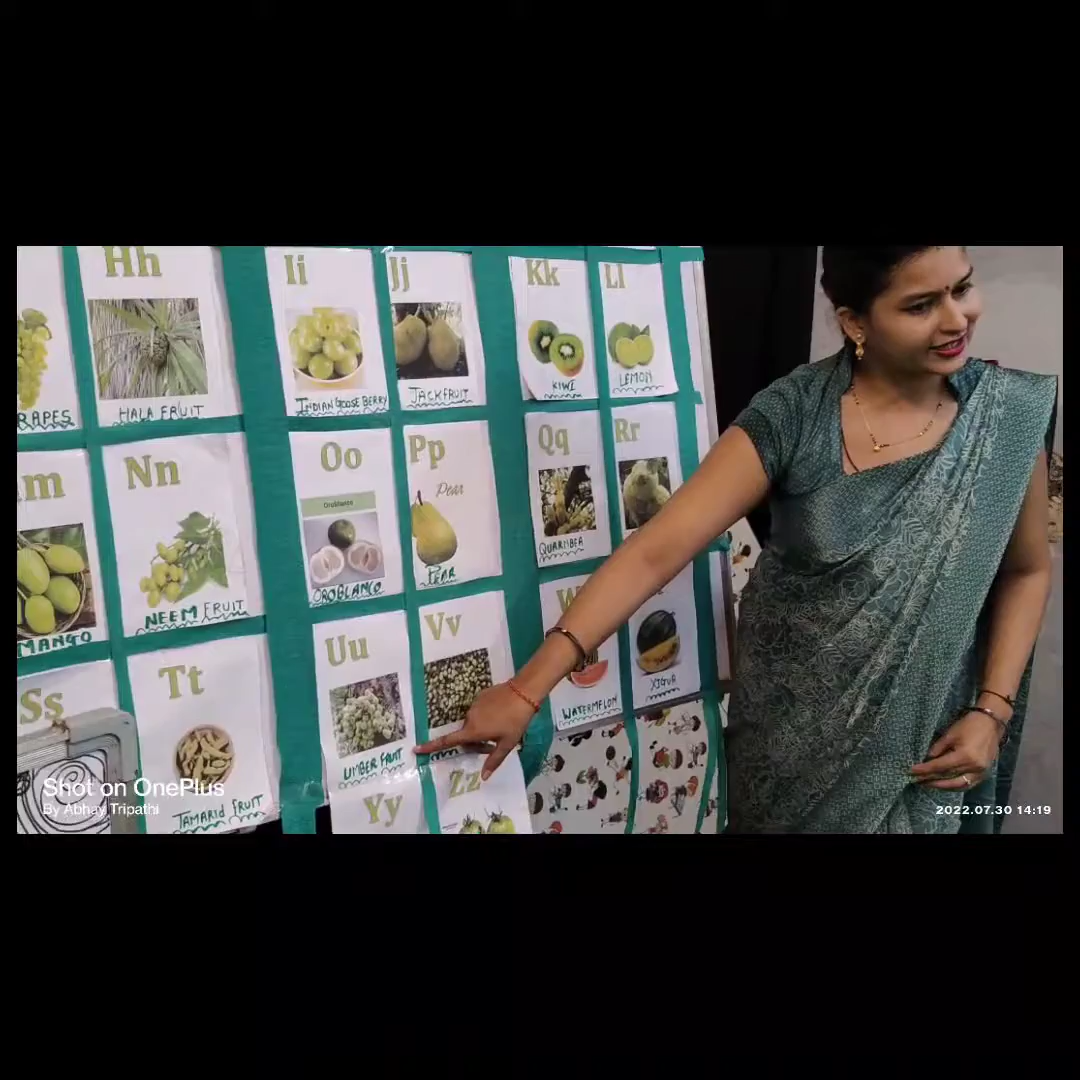 Hh
Ii
Jj
Kk
Ll
RAPES
HALA FRUIT
INDIAN GOOSE BERRY
JACKFRUIT
KIWI
LEMON
m
Nn
Oo
Pp
Qq
Rr
Oroblanco
Pear
MANGO
NEEM FRUIT
OROBLANCO
PEAR
QUARIBEA
Ss
Tt
Uu
Vv
W
TAMARID FRUIT
UMBER FRUIT
WATERMELON
XIGUA
Yy
Zz
Shot on OnePlus
By Abhay Tripathi
2022.07.30 14:19